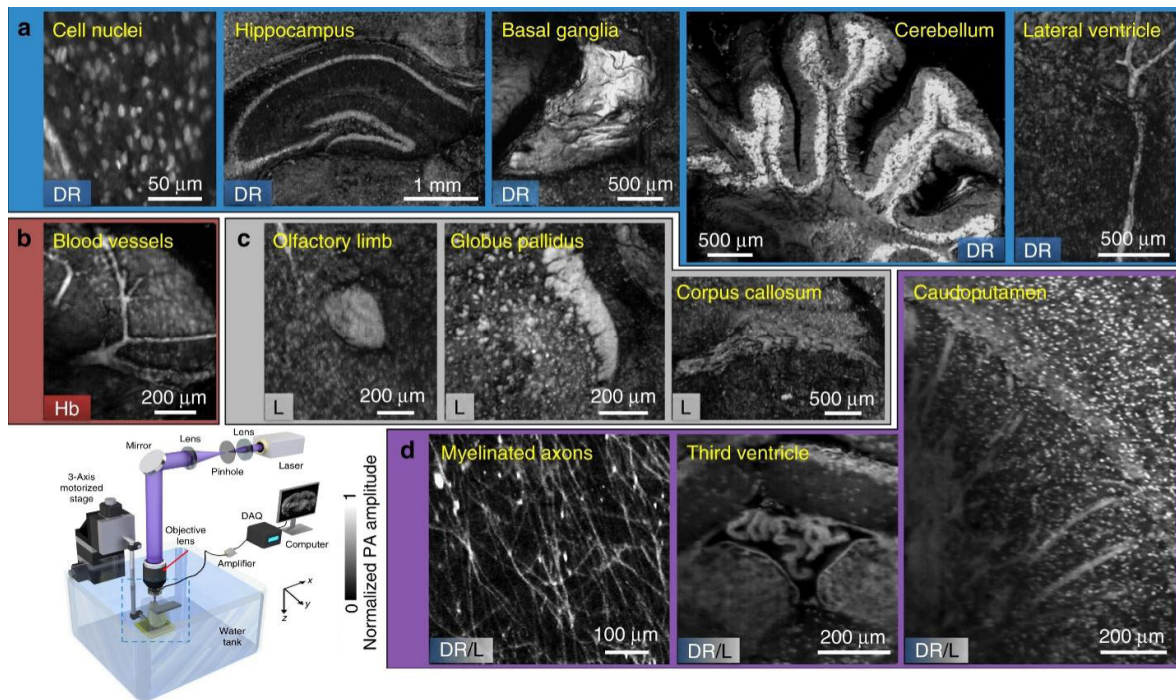 a
Cell nuclei
DR
50 μm
Hippocampus
DR
1 mm
Basal ganglia
DR
500 μm
Cerebellum
500 μm
DR
Lateral ventricle
DR
500 μm
b
Blood vessels
Hb
200 μm
c
Olfactory limb
L
200 μm
Globus pallidus
L
200 μm
Corpus callosum
L
500 μm
Caudoputamen
DR/L
200 μm
d
Myelinated axons
DR/L
100 μm
Third ventricle
DR/L
200 μm
Mirror
Lens
Lens
Pinhole
Laser
3-Axis
motorized
stage
Objective
lens
DAQ
Amplifier
Computer
x
y
z
Water
tank
0
Normalized PA amplitude
1